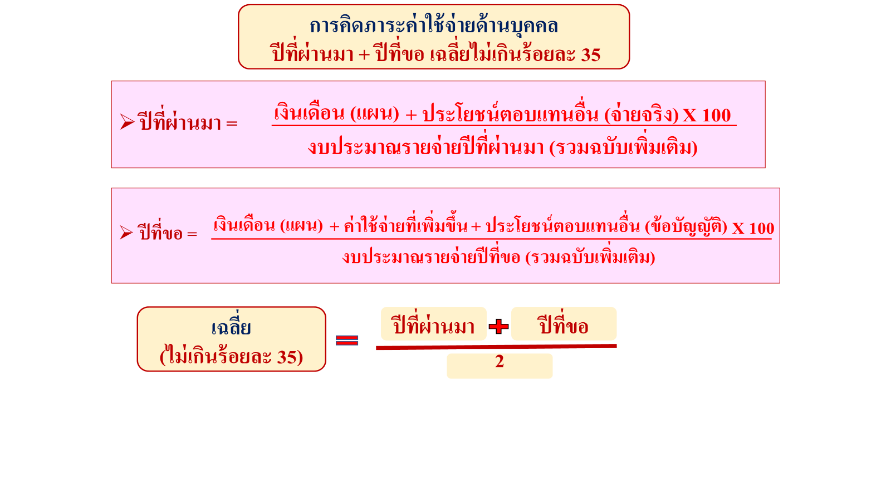 การคิดภาระค่าใช้จ่ายด้านบุคคล
ปีที่ผ่านมา + ปีที่ขอ เฉลี่ยไม่เกินร้อยละ 35
➢ ปีที่ผ่านมา =
เงินเดือน (แผน) + ประโยชน์ตอบแทนอื่น (จ่ายจริง) X 100
งบประมาณรายจ่ายปีที่ผ่านมา (รวมฉบับเพิ่มเติม)
➢ ปีที่ขอ =
เงินเดือน (แผน) + ค่าใช้จ่ายที่เพิ่มขึ้น + ประโยชน์ตอบแทนอื่น (ข้อบัญญัติ) X 100
งบประมาณรายจ่ายปีที่ขอ (รวมฉบับเพิ่มเติม)
เฉลี่ย
(ไม่เกินร้อยละ 35)
=
ปีที่ผ่านมา + ปีที่ขอ
2